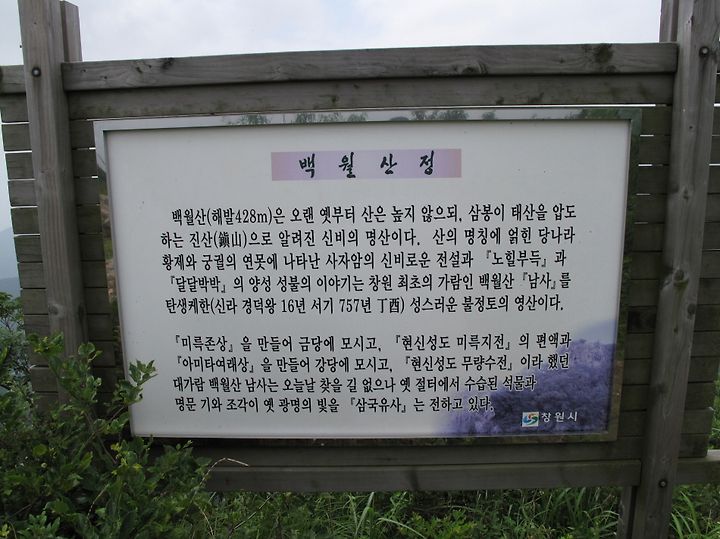 백월산정
백월산(해발428m)은 오랜 옛부터 산은 높지 않으되, 삼봉이 태산을 압도
하는 진산(鎭山)으로 알려진 신비의 명산이다. 산의 명칭에 얽힌 당나라
황제와 궁궐의 연못에 나타난 사자암의 신비로운 전설과 『노힐부득』과
『달달박박』의 양성 성불의 이야기는 창원 최초의 가람인 백월산 『남사』를
탄생케한(신라 경덕왕 16년 서기 757년 丁酉) 성스러운 불정토의 영산이다.
『미륵존상』을 만들어 금당에 모시고, 『현신성도 미륵지전』의 편액과
『아미타여래상』을 만들어 강당에 모시고, 『현신성도 무량수전』이라 했던
대가람 백월산 남사는 오늘날 찾을 길 없으나 옛 절터에서 수습된 석물과
명문 기와 조각이 옛 광명의 빛을 『삼국유사』는 전하고 있다.
창원시